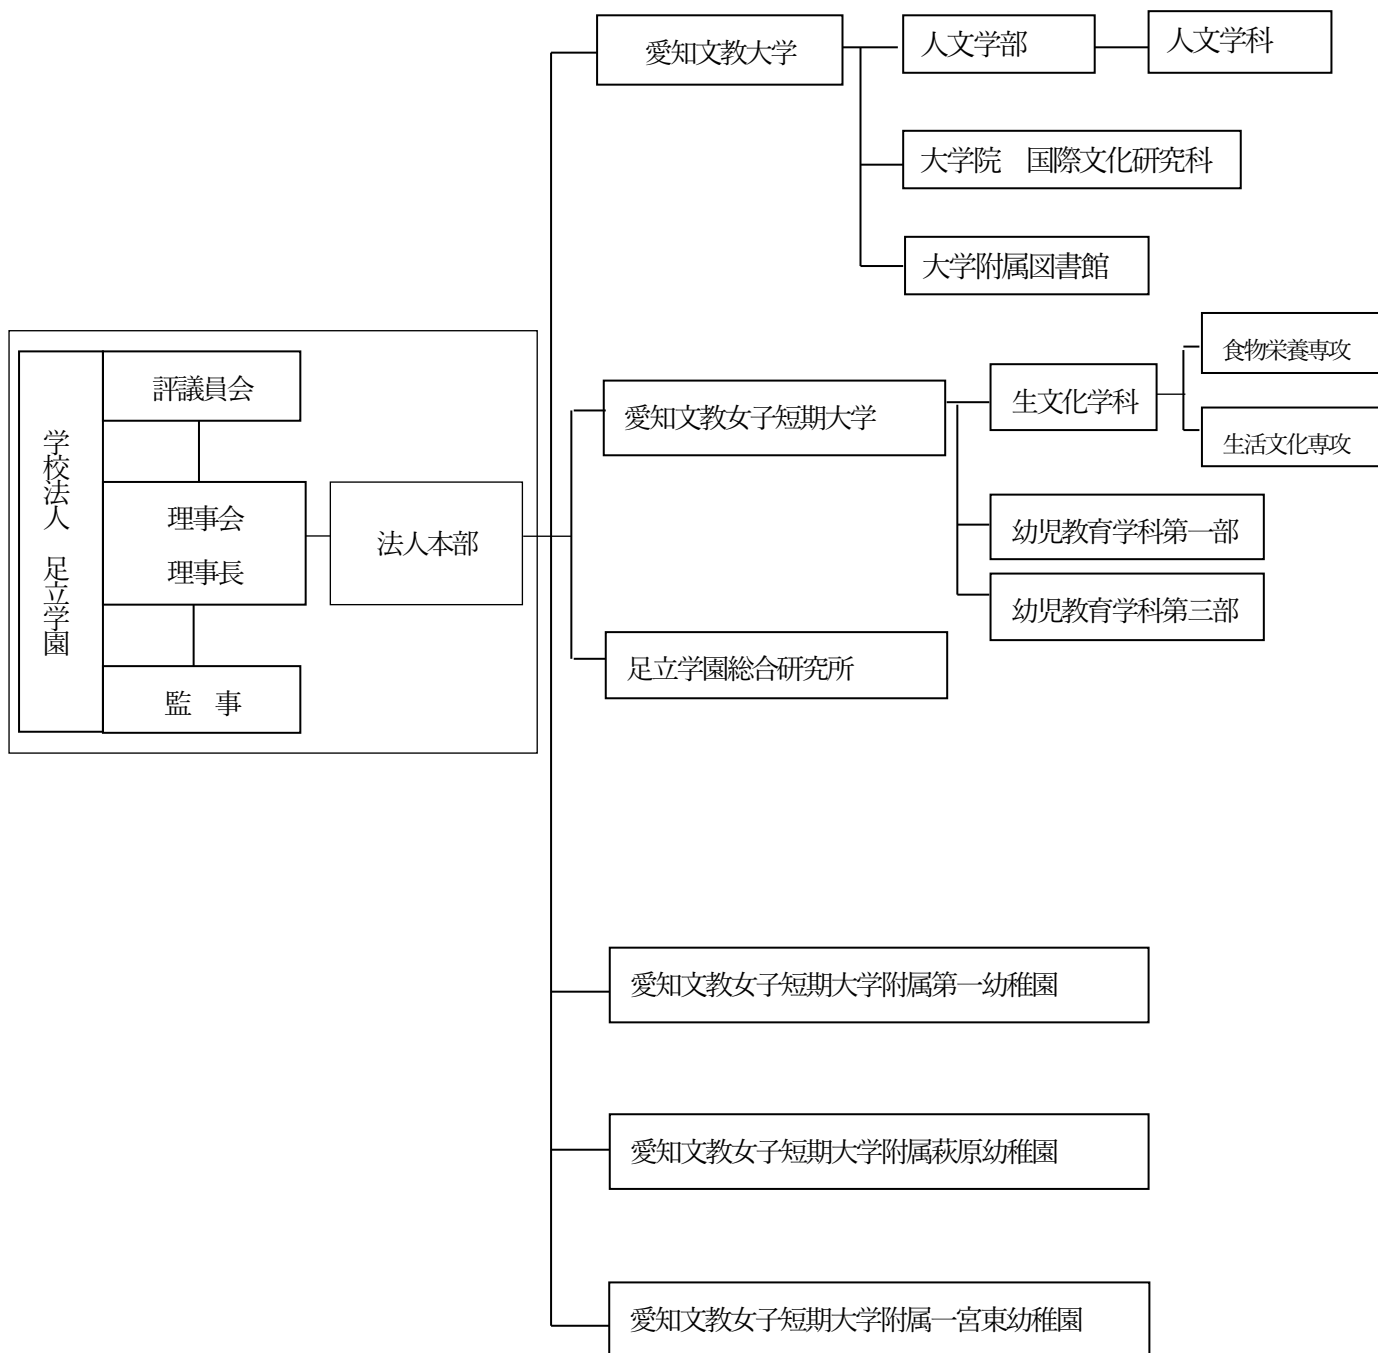 愛知文教大学
人文学部
人文学科
大学院　国際文化研究科
大学附属図書館
学校法人　足立学園
評議員会
理事会
理事長
監　事
法人本部
愛知文教女子短期大学
生文化学科
食物栄養専攻
生活文化専攻
幼児教育学科第一部
幼児教育学科第三部
足立学園総合研究所
愛知文教女子短期大学附属第一幼稚園
愛知文教女子短期大学附属萩原幼稚園
愛知文教女子短期大学附属一宮東幼稚園